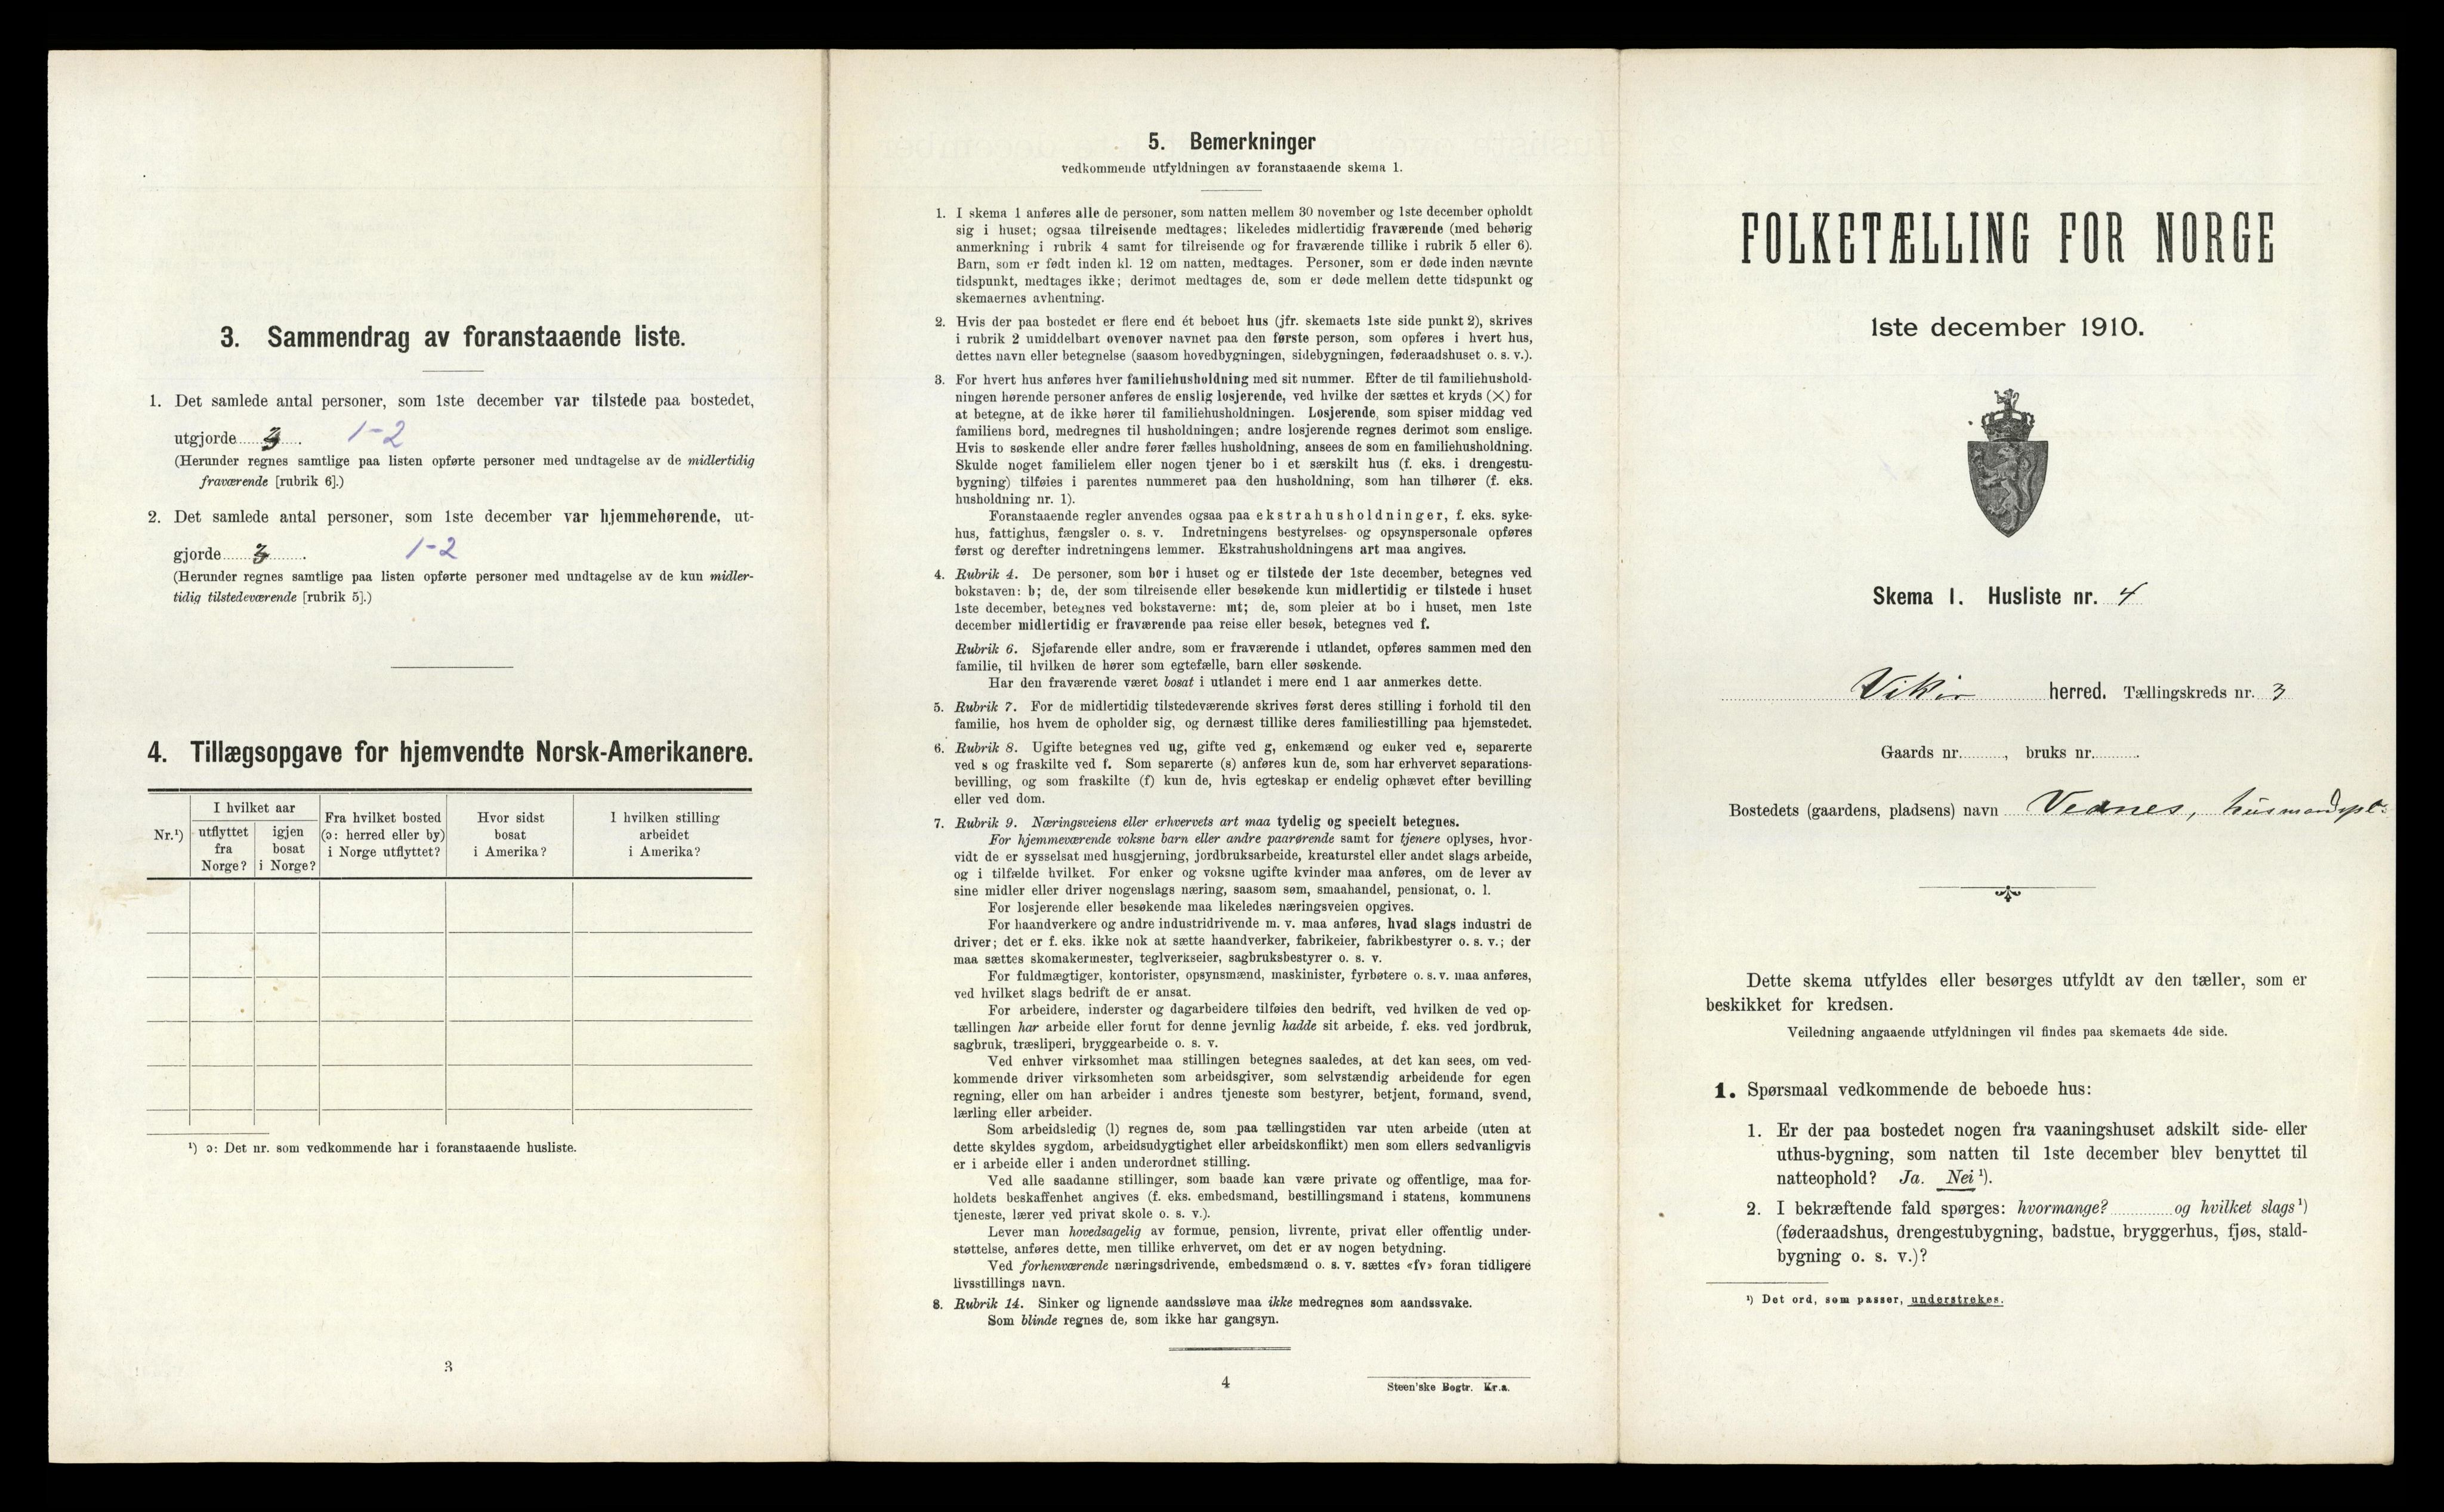 3. Sammendrag av foranstaaende liste.
1. Det samlede antal personer, som 1ste december var tilstede paa bostedet,
utgjorde 3. 1-2
(Herunder regnes samtlige paa listen opførte personer med undtagelse av de midlertidig
fraværende [rubrik 6].)
2. Det samlede antal personer, som 1ste december var hjemmehørende, ut-
gjorde 3. 1-2
(Herunder regnes samtlige paa listen opførte personer med undtagelse av de kun midler-
tidig tilstedeværende [rubrik 5].)
4. Tillægsopgave for hjemvendte Norsk-Amerikanere.
Nr.¹)
I hvilket aar
utflyttet
fra
Norge?
igjen
bosat
i Norge?
Fra hvilket bosted
(ɔ: herred eller by)
i Norge utflyttet?
Hvor sidst
bosat
i Amerika?
I hvilken stilling
arbeidet
i Amerika?
¹) ɔ: Det nr. som vedkommende har i foranstaaende husliste.
3
5. Bemerkninger
vedkommende utfyldningen av foranstaaende skema 1.
1. I skema 1 anføres alle de personer, som natten mellem 30 november og 1ste december opholdt
sig i huset; ogsaa tilreisende medtages; likeledes midlertidig fraværende (med behørig
anmerkning i rubrik 4 samt for tilreisende og for fraværende tillike i rubrik 5 eller 6).
Barn, som er født inden kl. 12 om natten, medtages. Personer, som er døde inden nævnte
tidspunkt, medtages ikke; derimot medtages de, som er døde mellem dette tidspunkt og
skemaernes avhentning.
2. Hvis der paa bostedet er flere end ét beboet hus (jfr. skemaets 1ste side punkt 2), skrives
i rubrik 2 umiddelbart ovenover navnet paa den første person, som opføres i hvert hus,
dettes navn eller betegnelse (saasom hovedbygningen, sidebygningen, føderaadshuset o. s. v.).
3. For hvert hus anføres hver familiehusholdning med sit nummer. Efter de til familiehushold-
ningen hørende personer anføres de enslig losjerende, ved hvilke der sættes et kryds (×) for
at betegne, at de ikke hører til familiehusholdningen. Losjerende, som spiser middag ved
familiens bord, medregnes til husholdningen; andre losjerende regnes derimot som enslige.
Hvis to søskende eller andre fører fælles husholdning, ansees de som en familiehusholdning.
Skulde noget familielem eller nogen tjener bo i et særskilt hus (f. eks. i drengestu-
bygning) tilføies i parentes nummeret paa den husholdning, som han tilhører (f. eks.
husholdning nr. 1).
Foranstaaende regler anvendes ogsaa paa ekstrahusholdninger, f. eks. syke-
hus, fattighus, fængsler o. s. v. Indretningens bestyrelses- og opsynspersonale opføres
først og derefter indretningens lemmer. Ekstrahusholdningens art maa angives.
4. Rubrik 4. De personer, som bor i huset og er tilstede der 1ste december, betegnes ved
bokstaven: b; de, der som tilreisende eller besøkende kun midlertidig er tilstede i huset
1ste december, betegnes ved bokstaverne: mt; de, som pleier at bo i huset, men 1ste
december midlertidig er fraværende paa reise eller besøk, betegnes ved f.
Rubrik 6. Sjøfarende eller andre, som er fraværende i utlandet, opføres sammen med den
familie, til hvilken de hører som egtefælle, barn eller søskende.
Har den fraværende været bosat i utlandet i mere end 1 aar anmerkes dette.
5. Rubrik 7. For de midlertidig tilstedeværende skrives først deres stilling i forhold til den
familie, hos hvem de opholder sig, og dernæst tillike deres familiestilling paa hjemstedet.
6. Rubrik 8. Ugifte betegnes ved ug, gifte ved g, enkemænd og enker ved e, separerte
ved s og fraskilte ved f. Som separerte (s) anføres kun de, som har erhvervet separations-
bevilling, og som fraskilte (f) kun de, hvis egteskap er endelig ophævet efter bevilling
eller ved dom.
7. Rubrik 9. Næringsveiens eller erhvervets art maa tydelig og specielt betegnes.
For hjemmeværende voksne barn eller andre paarørende samt for tjenere oplyses, hvor-
vidt de er sysselsat med husgjerning, jordbruksarbeide, kreaturstel eller andet slags arbeide,
og i tilfælde hvilket. For enker og voksne ugifte kvinder maa anføres, om de lever av
sine midler eller driver nogenslags næring, saasom søm, smaahandel, pensionat, o. l.
For losjerende eller besøkende maa likeledes næringsveien opgives.
For haandverkere og andre industridrivende m. v. maa anføres, hvad slags industri de
driver; det er f. eks. ikke nok at sætte haandverker, fabrikeier, fabrikbestyrer o. s. v.; der
maa sættes skomakermester, teglverkseier, sagbruksbestyrer o. s. v.
For fuldmægtiger, kontorister, opsynsmænd, maskinister, fyrbøtere o. s. v. maa anføres,
ved hvilket slags bedrift de er ansat.
For arbeidere, inderster og dagarbeidere tilføies den bedrift, ved hvilken de ved op-
tællingen har arbeide eller forut for denne jevnlig hadde sit arbeide, f. eks. ved jordbruk,
sagbruk, træsliperi, bryggearbeide o. s. v.
Ved enhver virksomhet maa stillingen betegnes saaledes, at det kan sees, om ved-
kommende driver virksomheten som arbeidsgiver, som selvstændig arbeidende for egen
regning, eller om han arbeider i andres tjeneste som bestyrer, betjent, formand, svend,
lærling eller arbeider.
Som arbeidsledig (l) regnes de, som paa tællingstiden var uten arbeide (uten at
dette skyldes sygdom, arbeidsudygtighet eller arbeidskonflikt) men som ellers sedvanligvis
er i arbeide eller i anden underordnet stilling.
Ved alle saadanne stillinger, som baade kan være private og offentlige, maa for-
holdets beskaffenhet angives (f. eks. embedsmand, bestillingsmand i statens, kommunens
tjeneste, lærer ved privat skole o. s. v.).
Lever man hovedsagelig av formue, pension, livrente, privat eller offentlig under-
støttelse, anføres dette, men tillike erhvervet, om det er av nogen betydning.
Ved forhenværende næringsdrivende, embedsmænd o. s. v. sættes «fv» foran tidligere
livsstillings navn.
8. Rubrik 14. Sinker og lignende aandssløve maa ikke medregnes som aandssvake.
Som blinde regnes de, som ikke har gangsyn.
4
Steen'ske Bogtr. Kr.a.
FOLKETÆLLING FOR NORGE
1ste december 1910.
Skema 1. Husliste nr. 4
Vikør herred. Tællingskreds nr. 3
Gaards nr. , bruks nr. .
Bostedets (gaardens, pladsens) navn Vednes, husmandspl.
Dette skema utfyldes eller besørges utfyldt av den tæller, som er
beskikket for kredsen.
Veiledning angaaende utfyldningen vil findes paa skemaets 4de side.
1. Spørsmaal vedkommende de beboede hus:
1. Er der paa bostedet nogen fra vaaningshuset adskilt side- eller
uthus-bygning, som natten til 1ste december blev benyttet til
natteophold? Ja. Nei ¹).
2. I bekræftende fald spørges: hvormange? og hvilket slags ¹)
(føderaadshus, drengestubygning, badstue, bryggerhus, fjøs, stald-
bygning o. s. v.)?
¹) Det ord, som passer, understrekes.